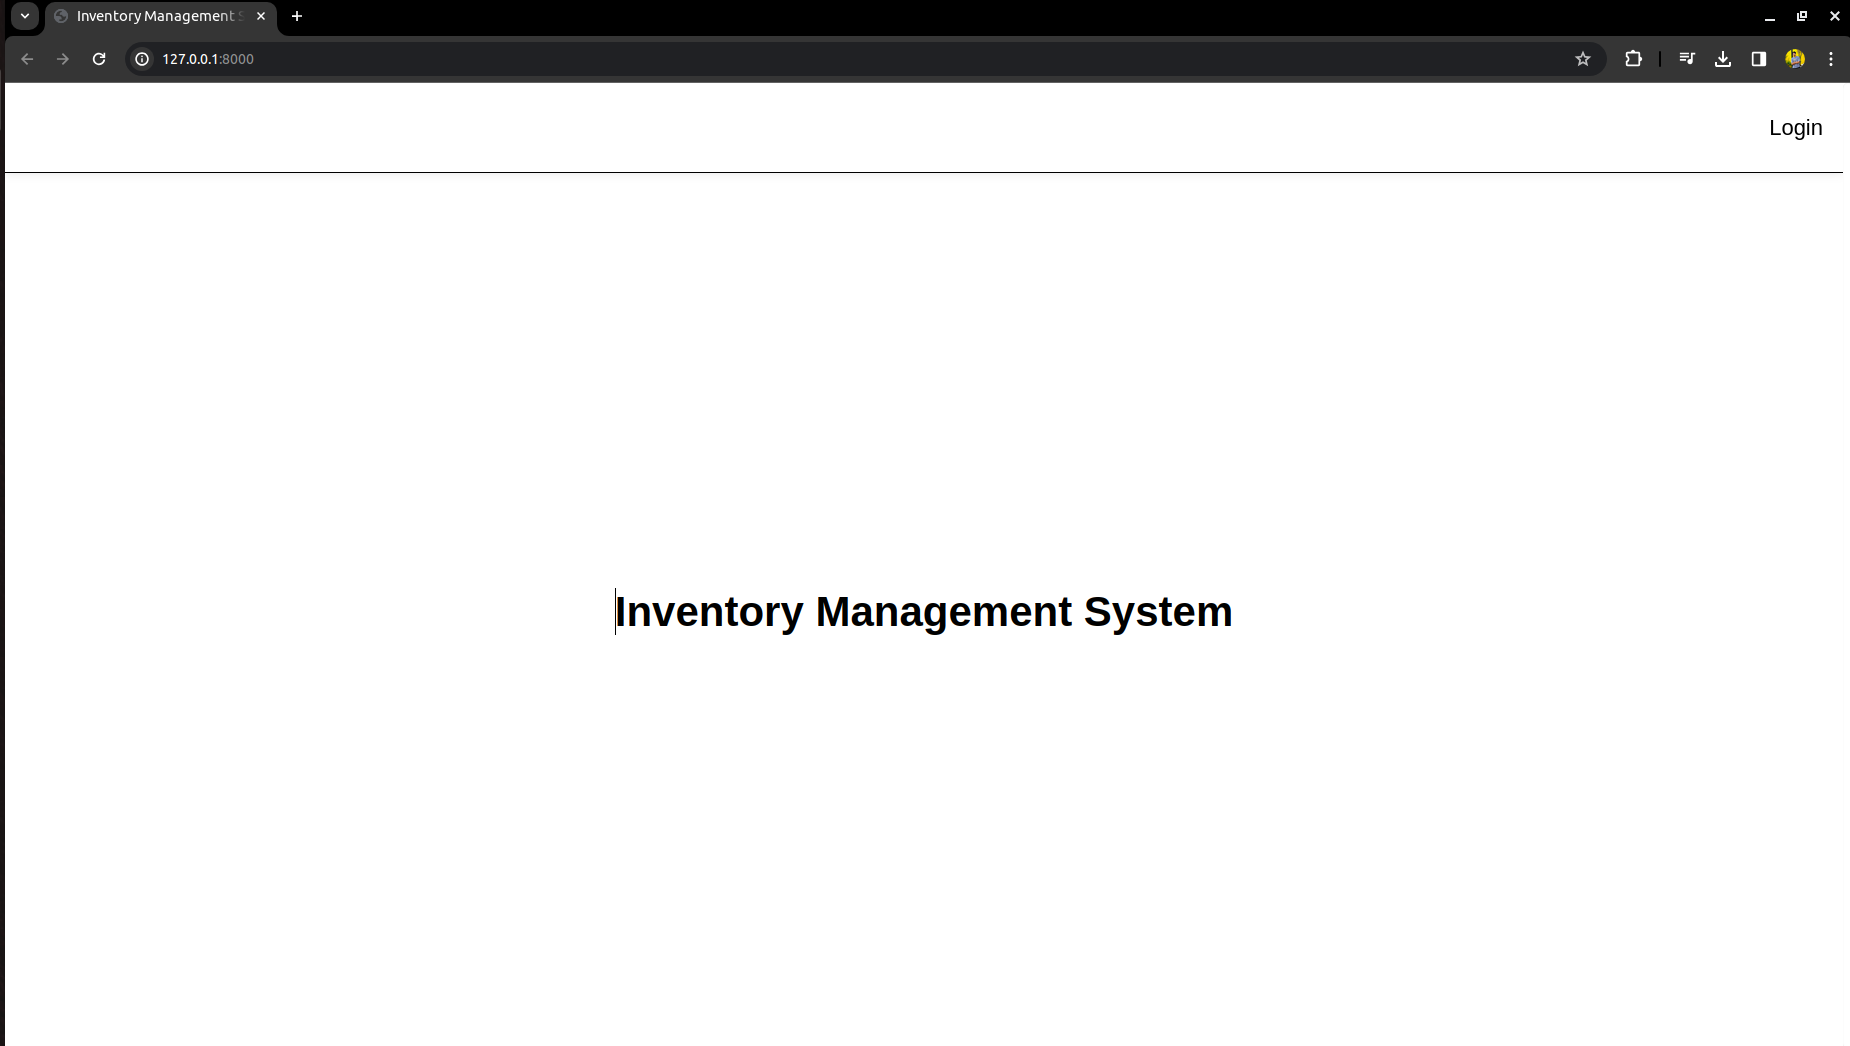 Inventory Management S
127.0.0.1:8000
Login
Inventory Management System